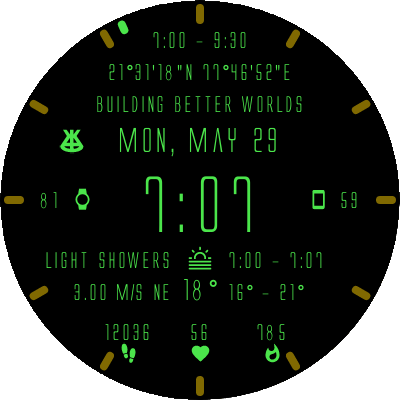 7:00 - 9:30
21°31'18"N 77°46'52"E
BUILDING BETTER WORLDS
MON, MAY 29
81 7:07 59
LIGHT SHOWERS 7:00 - 7:07
3.00 M/S NE 18° 16° - 21°
12036 56 785